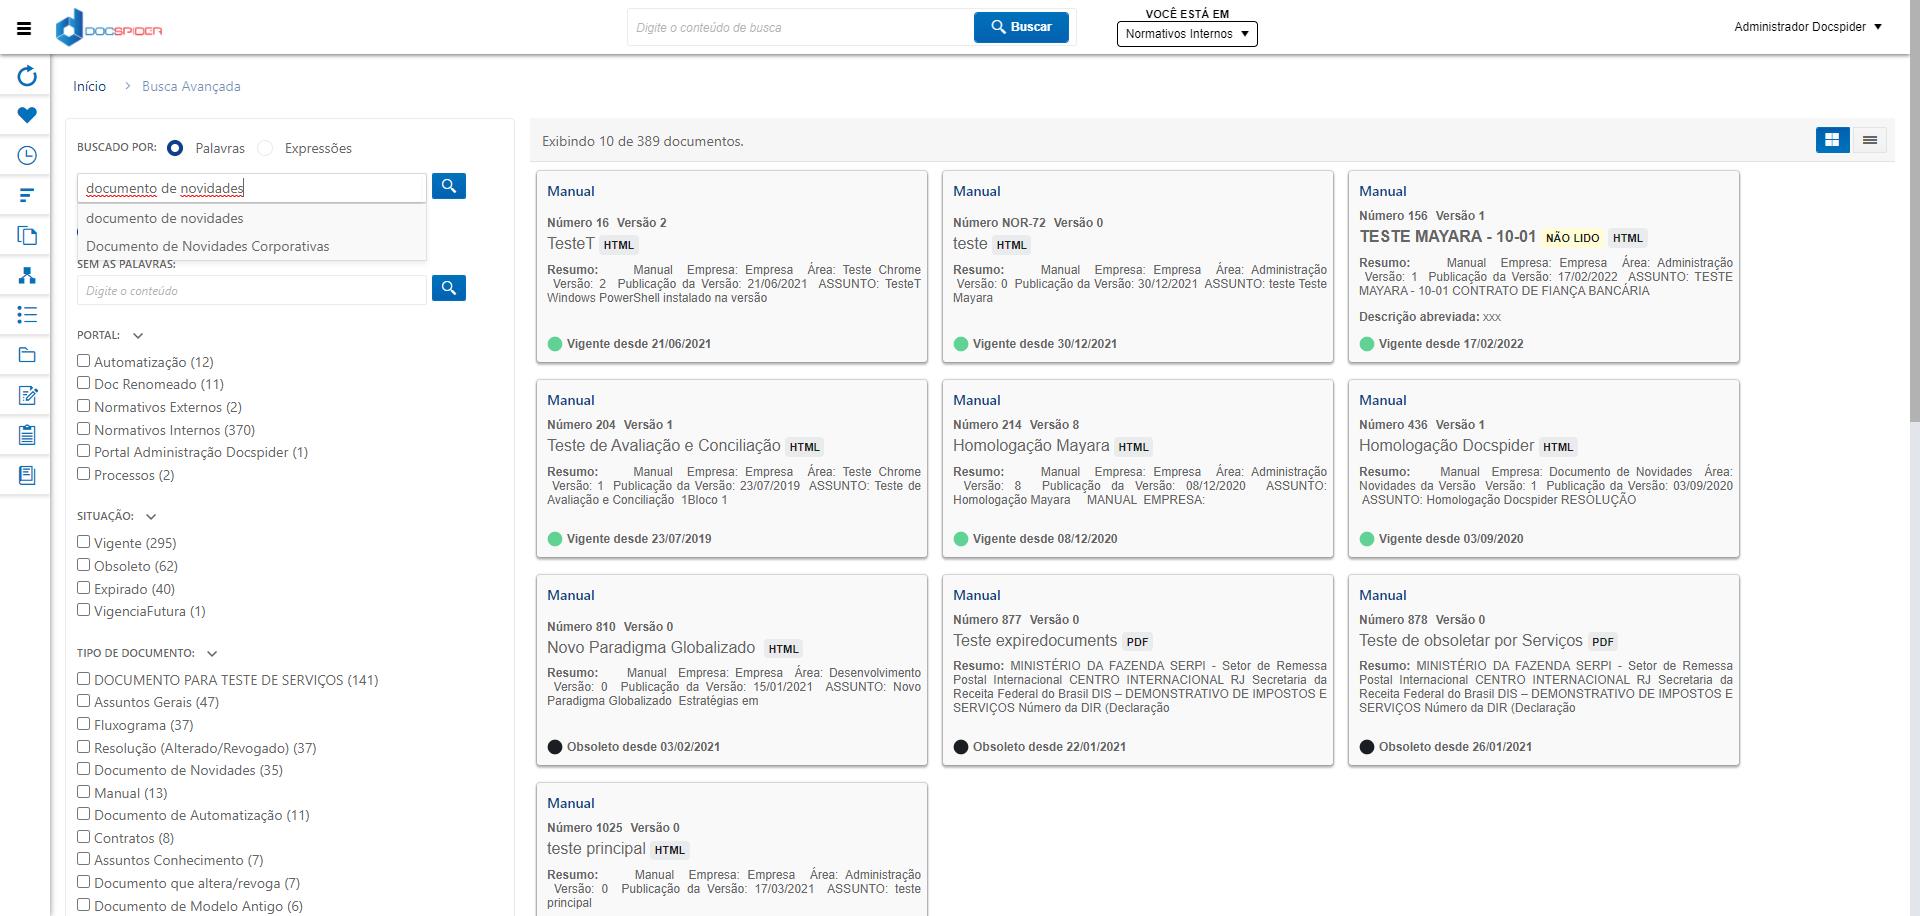 DOCSPIDER
Digite o conteúdo de busca
Buscar
VOCÊ ESTÁ EM
Normativos Internos
Administrador Docspider
Início
Busca Avançada
BUSCADO POR:
Palavras
Expressões
documento de novidades
documento de novidades
Documento de Novidades Corporativas
SEM AS PALAVRAS:
Digite o conteúdo
PORTAL:
Automatização (12)
Doc Renomeado (11)
Normativos Externos (2)
Normativos Internos (370)
Portal Administração Docspider (1)
Processos (2)
SITUAÇÃO:
Vigente (295)
Obsoleto (62)
Expirado (40)
VigenciaFutura (1)
TIPO DE DOCUMENTO:
DOCUMENTO PARA TESTE DE SERVIÇOS (141)
Assuntos Gerais (47)
Fluxograma (37)
Resolução (Alterado/Revogado) (37)
Documento de Novidades (35)
Manual (13)
Documento de Automatização (11)
Contratos (8)
Assuntos Conhecimento (7)
Documento que altera/revoga (7)
Documento de Modelo Antigo (6)
Exibindo 10 de 389 documentos.
Manual
Número 16 Versão 2
TesteT HTML
Resumo: Manual Empresa: Empresa Área: Teste Chrome
Versão: 2 Publicação da Versão: 21/06/2021 ASSUNTO: TesteT
Windows PowerShell instalado na versão
Vigente desde 21/06/2021
Manual
Número NOR-72 Versão 0
teste HTML
Resumo: Manual Empresa: Empresa Área: Administração
Versão: 0 Publicação da Versão: 30/12/2021 ASSUNTO: teste Teste
Mayara
Vigente desde 30/12/2021
Manual
Número 156 Versão 1
TESTE MAYARA - 10-01 NÃO LIDO HTML
Resumo: Manual Empresa: Empresa Área: Administração
Versão: 1 Publicação da Versão: 17/02/2022 ASSUNTO: TESTE
MAYARA - 10-01 CONTRATO DE FIANÇA BANCÁRIA
Descrição abreviada: xxx
Vigente desde 17/02/2022
Manual
Número 204 Versão 1
Teste de Avaliação e Conciliação HTML
Resumo: Manual Empresa: Empresa Área: Teste Chrome
Versão: 1 Publicação da Versão: 23/07/2019 ASSUNTO: Teste de
Avaliação e Conciliação 1Bloco 1
Vigente desde 23/07/2019
Manual
Número 214 Versão 8
Homologação Mayara HTML
Resumo: Manual Empresa: Empresa Área: Administração
Versão: 8 Publicação da Versão: 08/12/2020 ASSUNTO:
Homologação Mayara MANUAL EMPRESA:
Vigente desde 08/12/2020
Manual
Número 436 Versão 1
Homologação Docspider HTML
Resumo: Manual Empresa: Documento de Novidades Área:
Novidades da Versão Versão: 1 Publicação da Versão: 03/09/2020
ASSUNTO: Homologação Docspider RESOLUÇÃO
Vigente desde 03/09/2020
Manual
Número 810 Versão 0
Novo Paradigma Globalizado HTML
Resumo: Manual Empresa: Empresa Área: Desenvolvimento
Versão: 0 Publicação da Versão: 15/01/2021 ASSUNTO: Novo
Paradigma Globalizado Estratégias em
Obsoleto desde 03/02/2021
Manual
Número 877 Versão 0
Teste expiredocuments PDF
Resumo: MINISTÉRIO DA FAZENDA SERPI - Setor de Remessa
Postal Internacional CENTRO INTERNACIONAL RJ Secretaria da
Receita Federal do Brasil DIS – DEMONSTRATIVO DE IMPOSTOS E
SERVIÇOS Número da DIR (Declaração
Obsoleto desde 22/01/2021
Manual
Número 878 Versão 0
Teste de obsoletar por Serviços PDF
Resumo: MINISTÉRIO DA FAZENDA SERPI - Setor de Remessa
Postal Internacional CENTRO INTERNACIONAL RJ Secretaria da
Receita Federal do Brasil DIS – DEMONSTRATIVO DE IMPOSTOS E
SERVIÇOS Número da DIR (Declaração
Obsoleto desde 26/01/2021
Manual
Número 1025 Versão 0
teste principal HTML
Resumo: Manual Empresa: Empresa Área: Administração
Versão: 0 Publicação da Versão: 17/03/2021 ASSUNTO: teste
principal